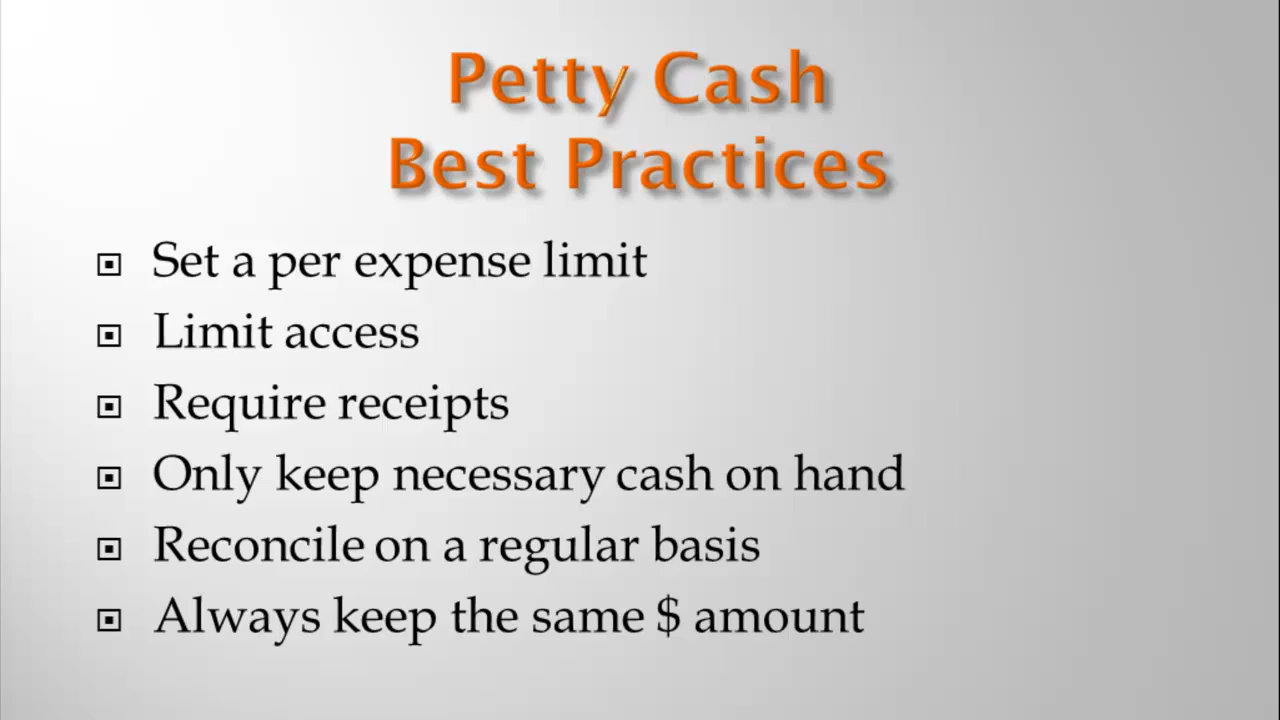 Petty Cash
Best Practices
Set a per expense limit
Limit access
Require receipts
Only keep necessary cash on hand
Reconcile on a regular basis
Always keep the same $ amount